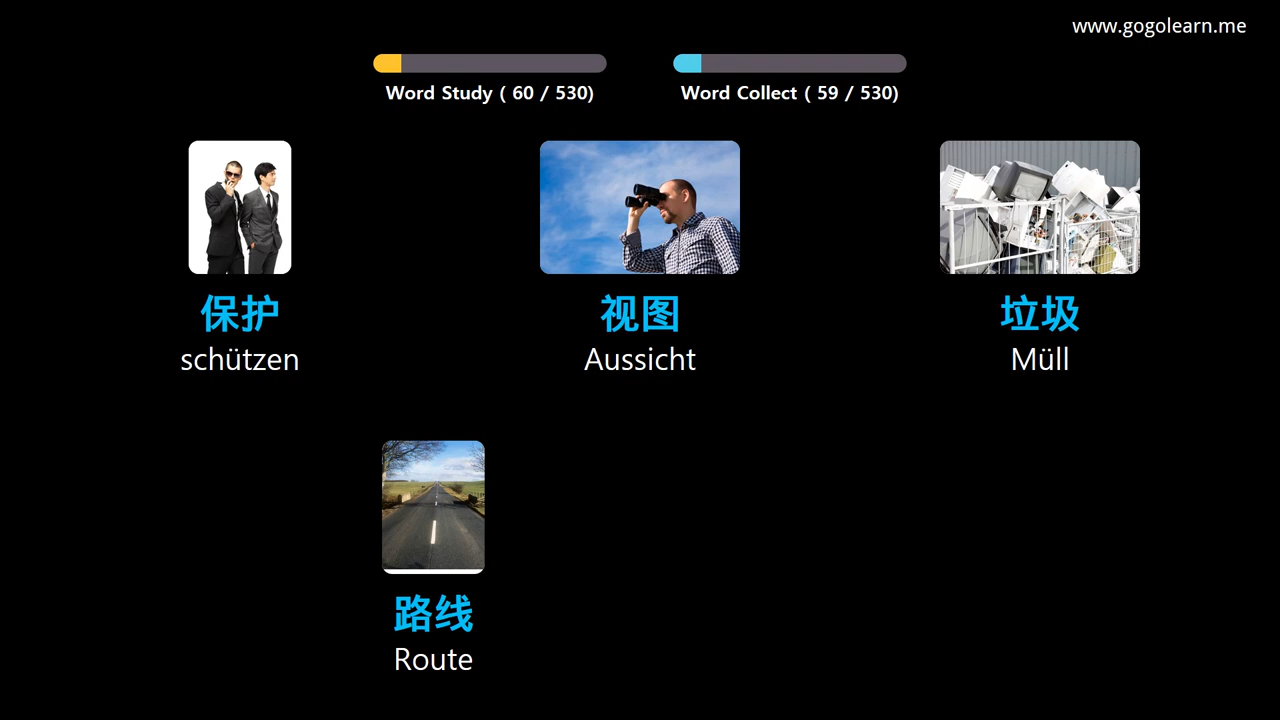 www.gogolearn.me
Word Study ( 60 / 530)
Word Collect ( 59 / 530)
保护
schützen
视图
Aussicht
垃圾
Müll
路线
Route